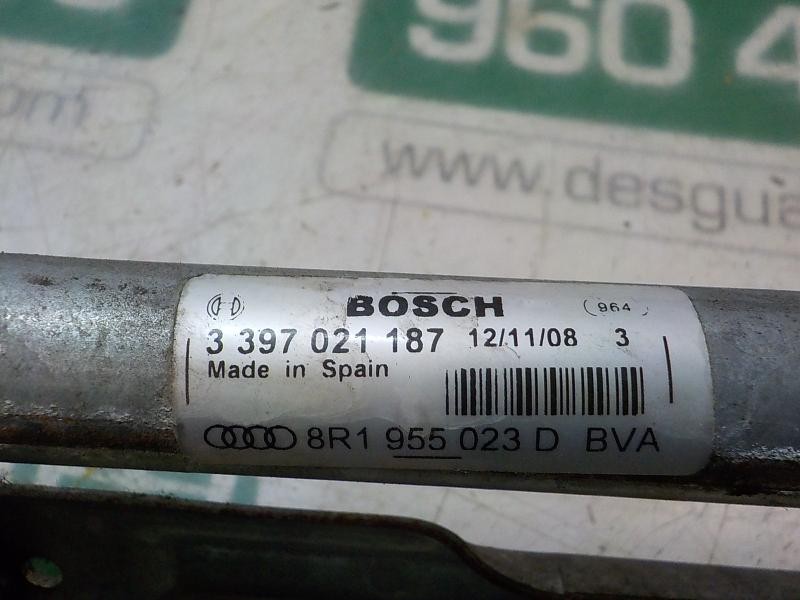 960 4
om
www.desgua
BOSCH (964)
3 397 021 187 12/11/08 3
Made in Spain
8R1 955 023 D BVA